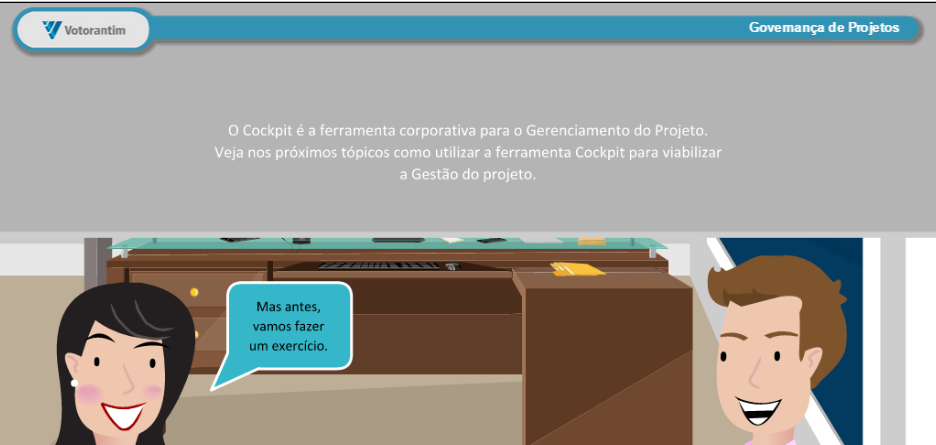 Votorantim
Governança de Projetos
O Cockpit é a ferramenta corporativa para o Gerenciamento do Projeto.
Veja nos próximos tópicos como utilizar a ferramenta Cockpit para viabilizar
a Gestão do projeto.
Mas antes,
vamos fazer
um exercício.